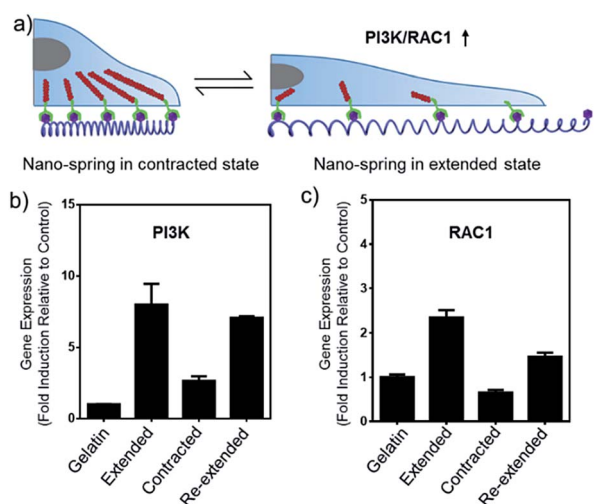 a)
PI3K/RAC1 ↑
Nano-spring in contracted state
Nano-spring in extended state
b)
PI3K
Gene Expression
(Fold Induction Relative to Control)
15
10
5
0
Gelatin
Extended
Contracted
Re-extended
c)
RAC1
Gene Expression
(Fold Induction Relative to Control)
5
4
3
2
1
0
Gelatin
Extended
Contracted
Re-extended